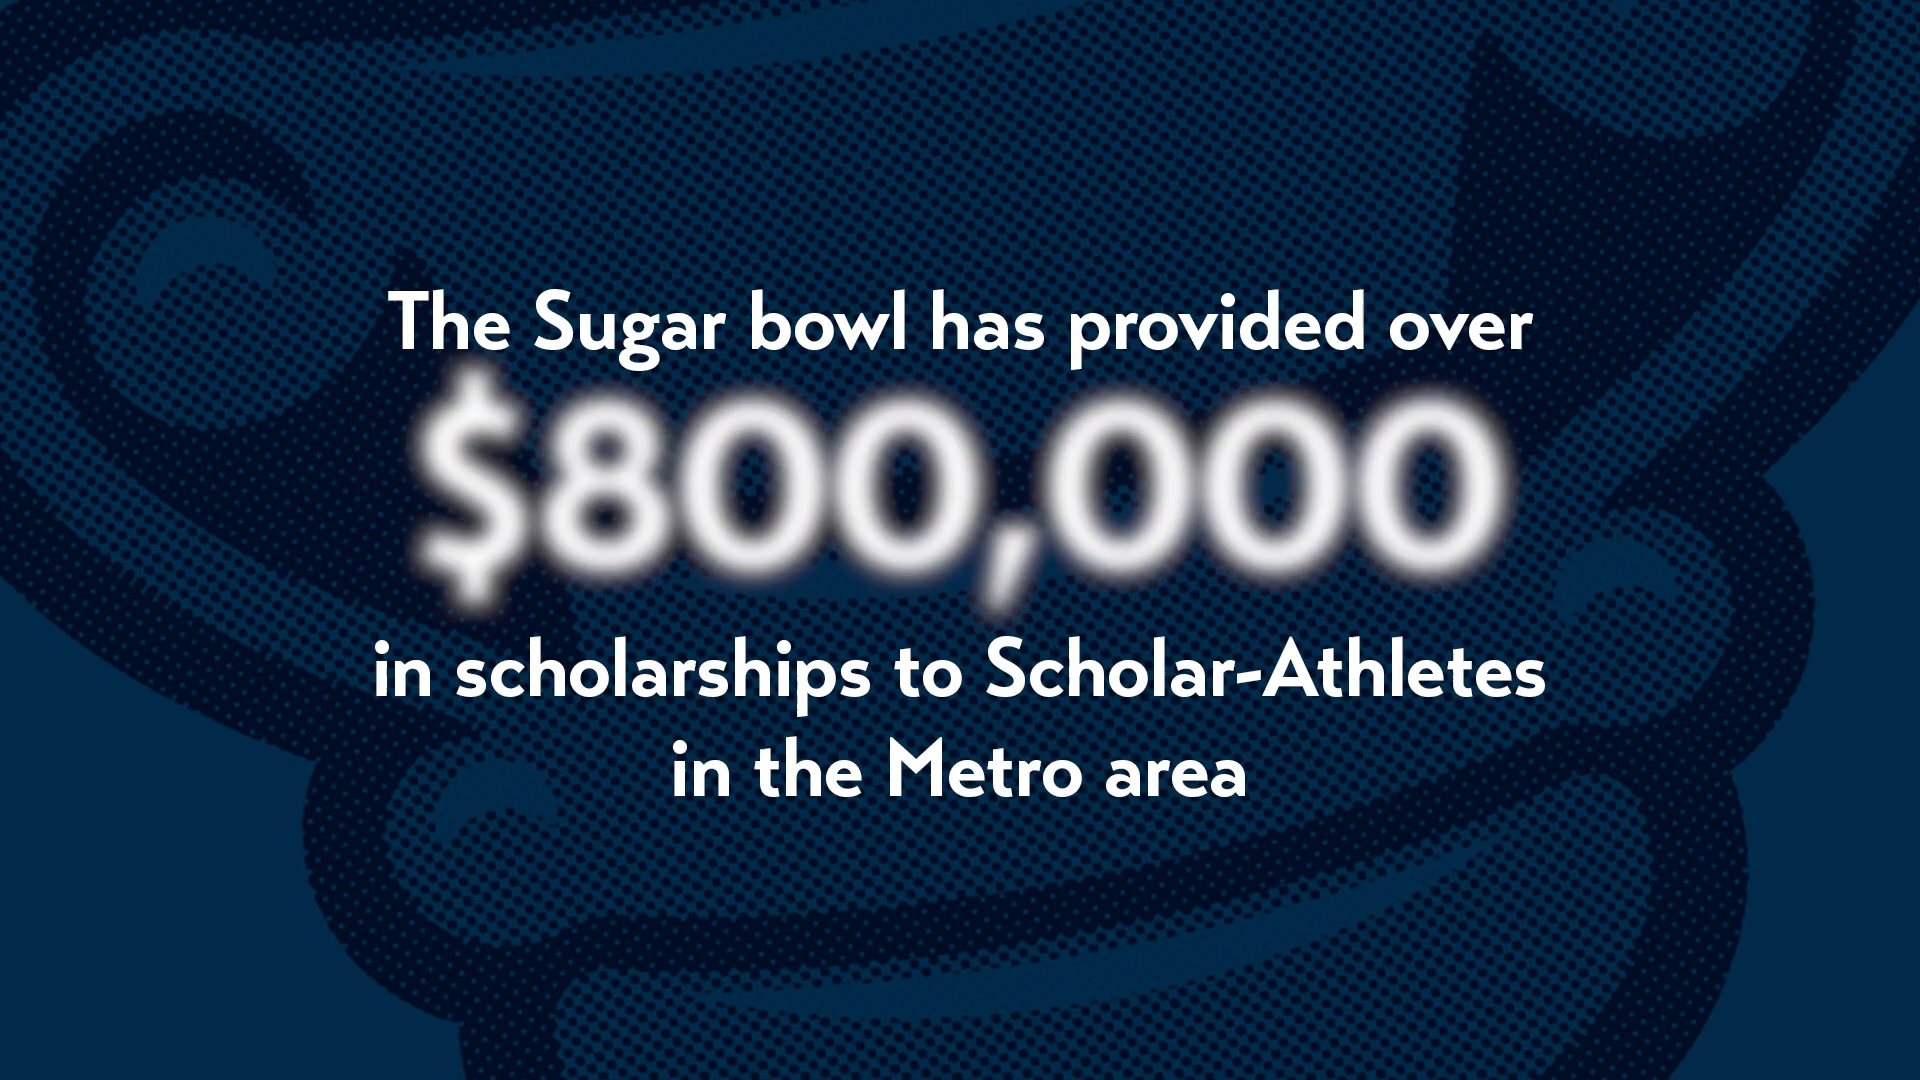 The Sugar bowl has provided over
$800,000
in scholarships to Scholar-Athletes
in the Metro area